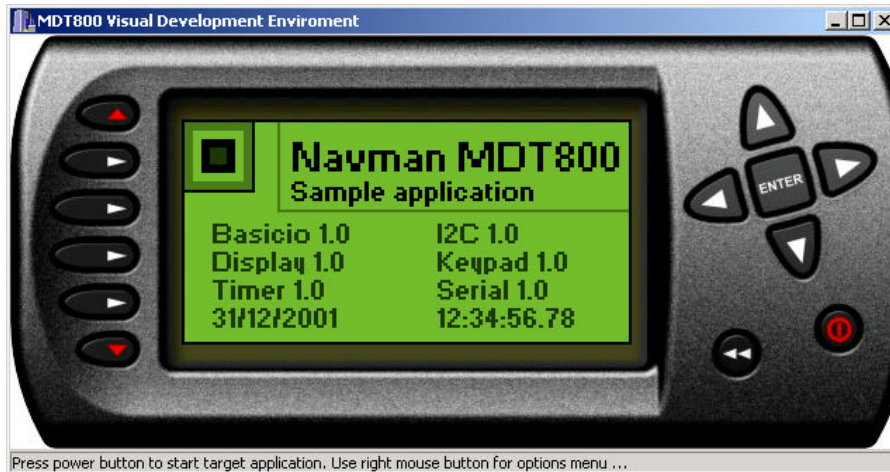 MDT800 Visual Development Enviroment
Navman MDT800
Sample application
Basicio 1.0 I2C 1.0
Display 1.0 Keypad 1.0
Timer 1.0 Serial 1.0
31/12/2001 12:34:56.78
ENTER
Press power button to start target application. Use right mouse button for options menu ...